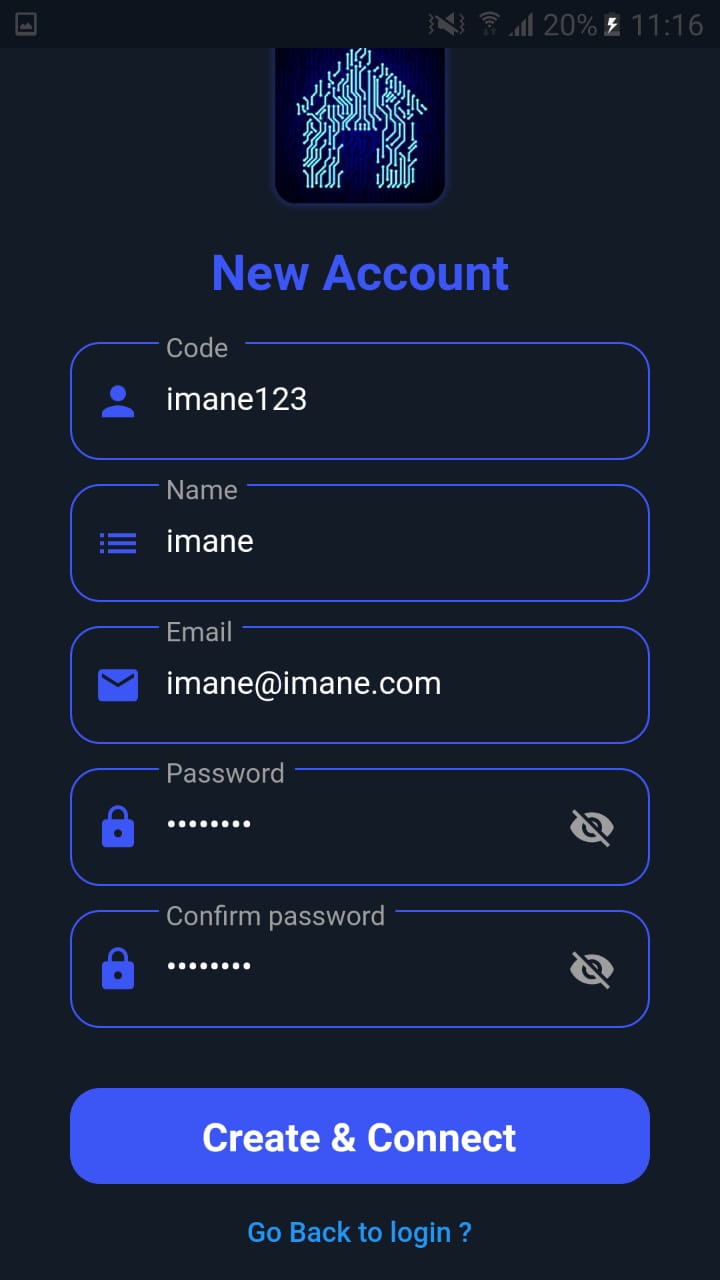 20% 11:16
New Account
Code
imane123
Name
imane
Email
imane@imane.com
Password
••••••••
Confirm password
••••••••
Create & Connect
Go Back to login ?